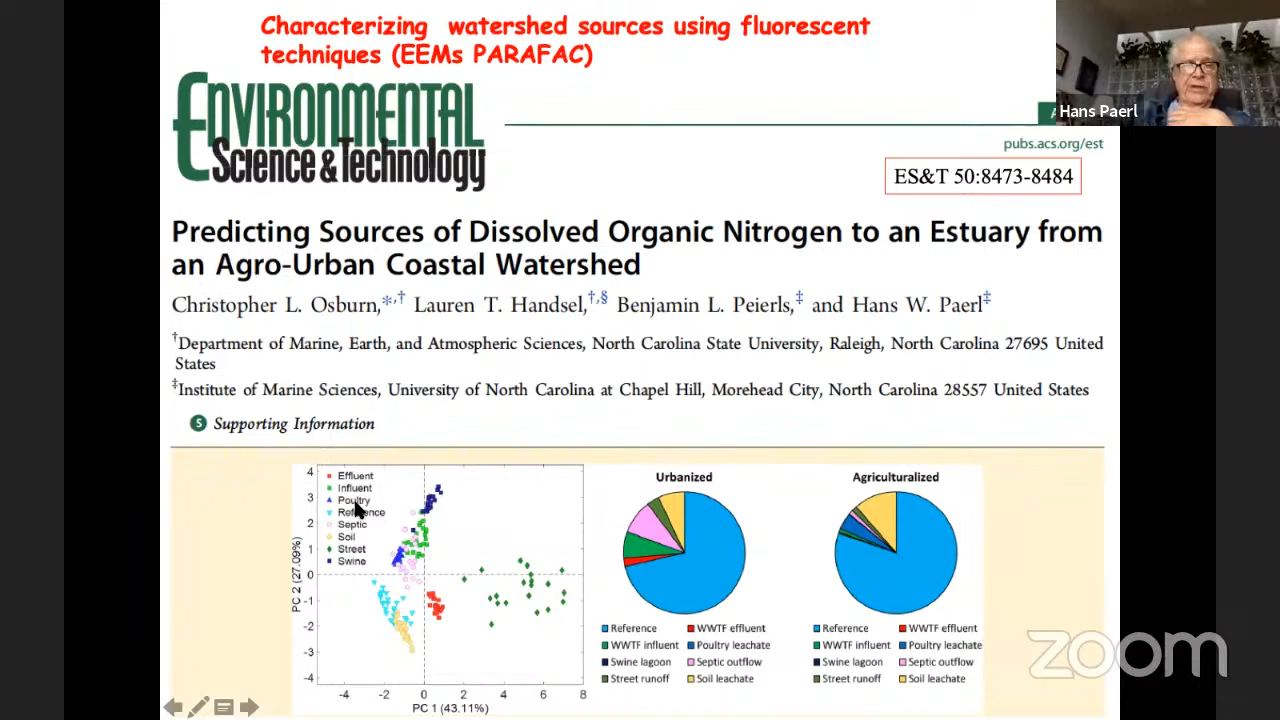 Characterizing watershed sources using fluorescent
techniques (EEMs PARAFAC)
Hans Paerl
ENVIRONMENTAL
Science & Technology
pubs.acs.org/est
ES&T 50:8473-8484
Predicting Sources of Dissolved Organic Nitrogen to an Estuary from
an Agro-Urban Coastal Watershed
Christopher L. Osburn,*,† Lauren T. Handsel,†,§ Benjamin L. Peierls,‡ and Hans W. Paerl‡
†Department of Marine, Earth, and Atmospheric Sciences, North Carolina State University, Raleigh, North Carolina 27695 United
States
‡Institute of Marine Sciences, University of North Carolina at Chapel Hill, Morehead City, North Carolina 28557 United States
S Supporting Information
4
3
2
1
0
-1
-2
-3
-4
PC 2 (27.09%)
Effluent
Influent
Poultry
Reference
Septic
Soil
Street
Swine
-4 -2 0 2 4 6 8
PC 1 (43.11%)
Urbanized
Reference WWTF effluent
WWTF influent Poultry leachate
Swine lagoon Septic outflow
Street runoff Soil leachate
Agriculturalized
Reference WWTF effluent
WWTF influent Poultry leachate
Swine lagoon Septic outflow
Street runoff Soil leachate
zoom